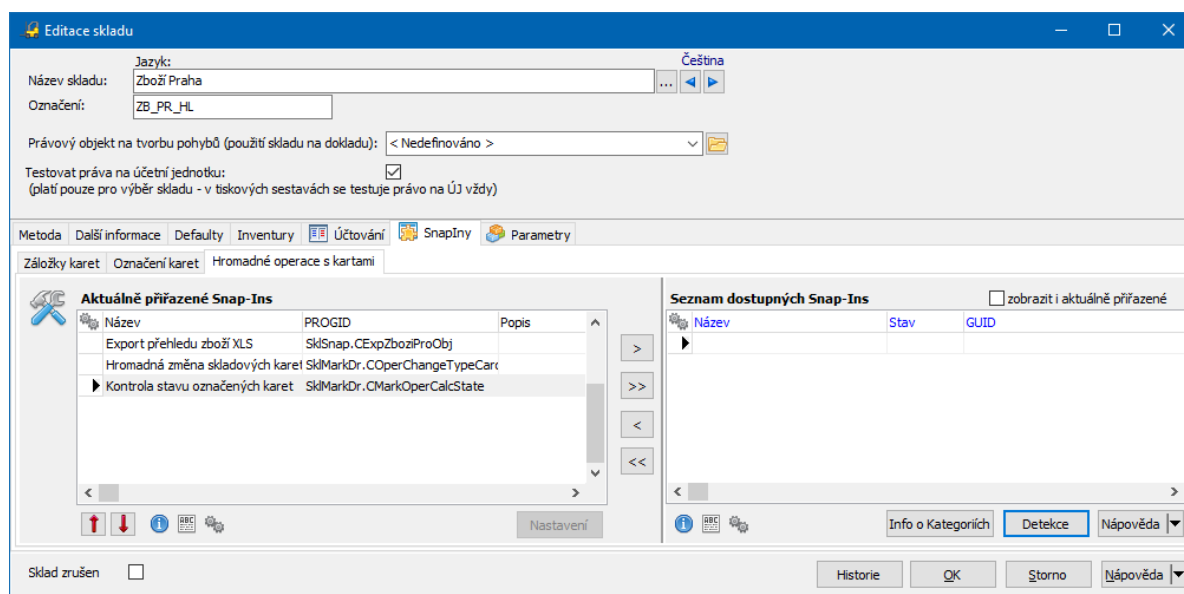 Editace skladu
Jazyk: Čeština
Název skladu: Zboží Praha ...
Označení: ZB_PR_HL
Právový objekt na tvorbu pohybů (použití skladu na dokladu): < Nedefinováno >
Testovat práva na účetní jednotku:
(platí pouze pro výběr skladu - v tiskových sestavách se testuje právo na ÚJ vždy)
Metoda Další informace Defaulty Inventury Účtování SnapIny Parametry
Záložky karet Označení karet Hromadné operace s kartami
Aktuálně přiřazené Snap-Ins Seznam dostupných Snap-Ins zobrazit i aktuálně přiřazené
Název PROGID Popis Název Stav GUID
Export přehledu zboží XLS SklSnap.CExpZboziProObj
Hromadná změna skladových karet SklMarkDr.COperChangeTypeCard
Kontrola stavu označených karet SklMarkDr.CMarkOperCalcState
>
>>
<
<<
ABC Nastavení ABC Info o Kategoriích Detekce Nápověda
Sklad zrušen Historie OK Storno Nápověda